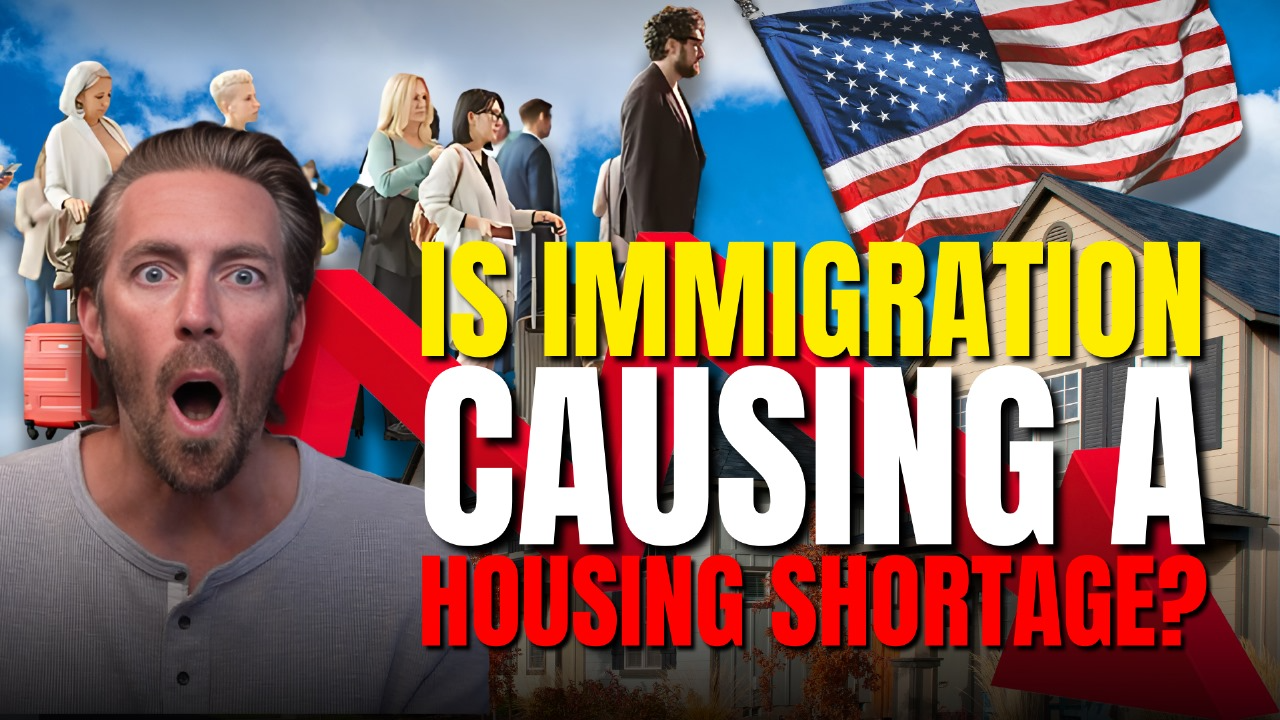 IS IMMIGRATION
CAUSING A
HOUSING SHORTAGE?